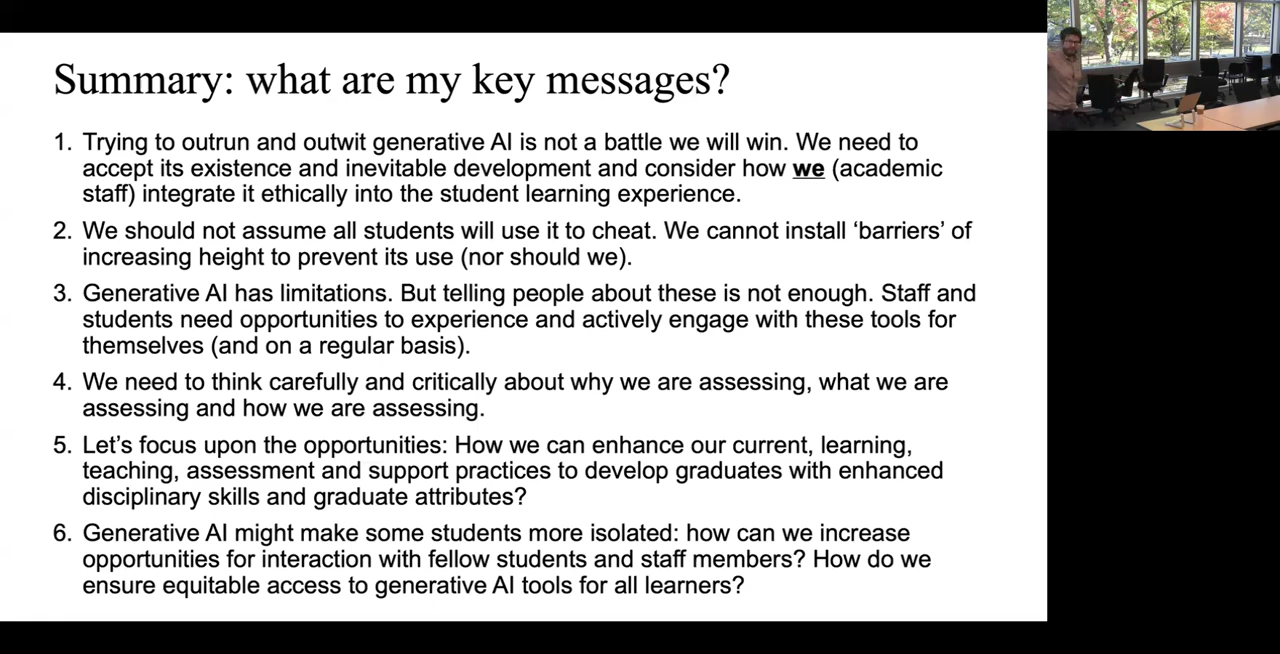 Summary: what are my key messages?
1. Trying to outrun and outwit generative AI is not a battle we will win. We need to
accept its existence and inevitable development and consider how we (academic
staff) integrate it ethically into the student learning experience.
2. We should not assume all students will use it to cheat. We cannot install ‘barriers’ of
increasing height to prevent its use (nor should we).
3. Generative AI has limitations. But telling people about these is not enough. Staff and
students need opportunities to experience and actively engage with these tools for
themselves (and on a regular basis).
4. We need to think carefully and critically about why we are assessing, what we are
assessing and how we are assessing.
5. Let’s focus upon the opportunities: How we can enhance our current, learning,
teaching, assessment and support practices to develop graduates with enhanced
disciplinary skills and graduate attributes?
6. Generative AI might make some students more isolated: how can we increase
opportunities for interaction with fellow students and staff members? How do we
ensure equitable access to generative AI tools for all learners?